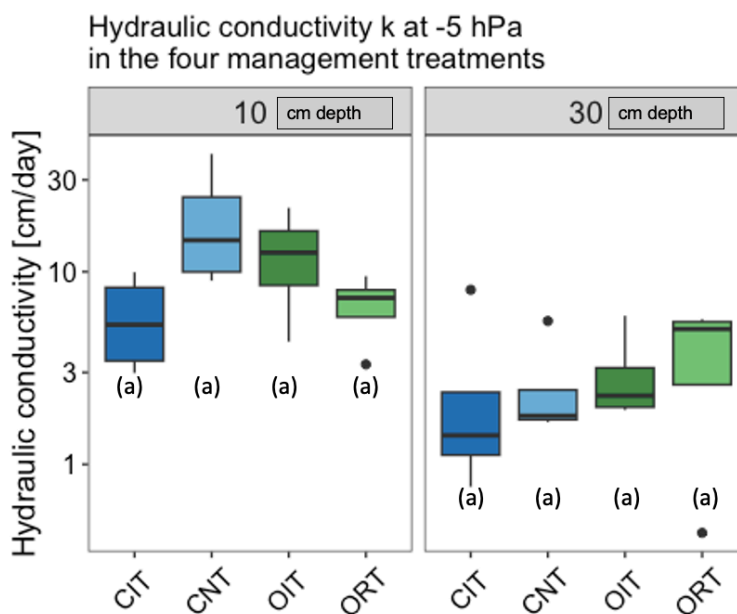 Hydraulic conductivity k at -5 hPa
in the four management treatments
10 cm depth
30 cm depth
Hydraulic conductivity [cm/day]
30
10
3
1
(a) (a) (a) (a)
(a) (a) (a) (a)
CIT CNT OIT ORT
CIT CNT OIT ORT